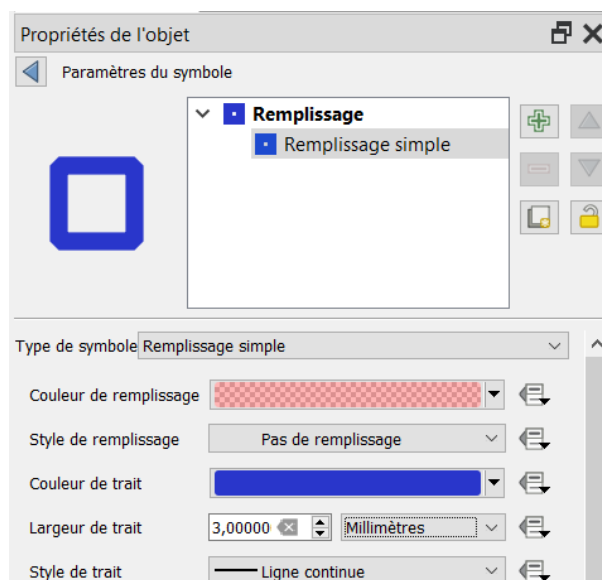 Propriétés de l'objet
Paramètres du symbole
Remplissage
Remplissage simple
Type de symbole Remplissage simple
Couleur de remplissage
Style de remplissage Pas de remplissage
Couleur de trait
Largeur de trait 3,00000 Millimètres
Style de trait Ligne continue